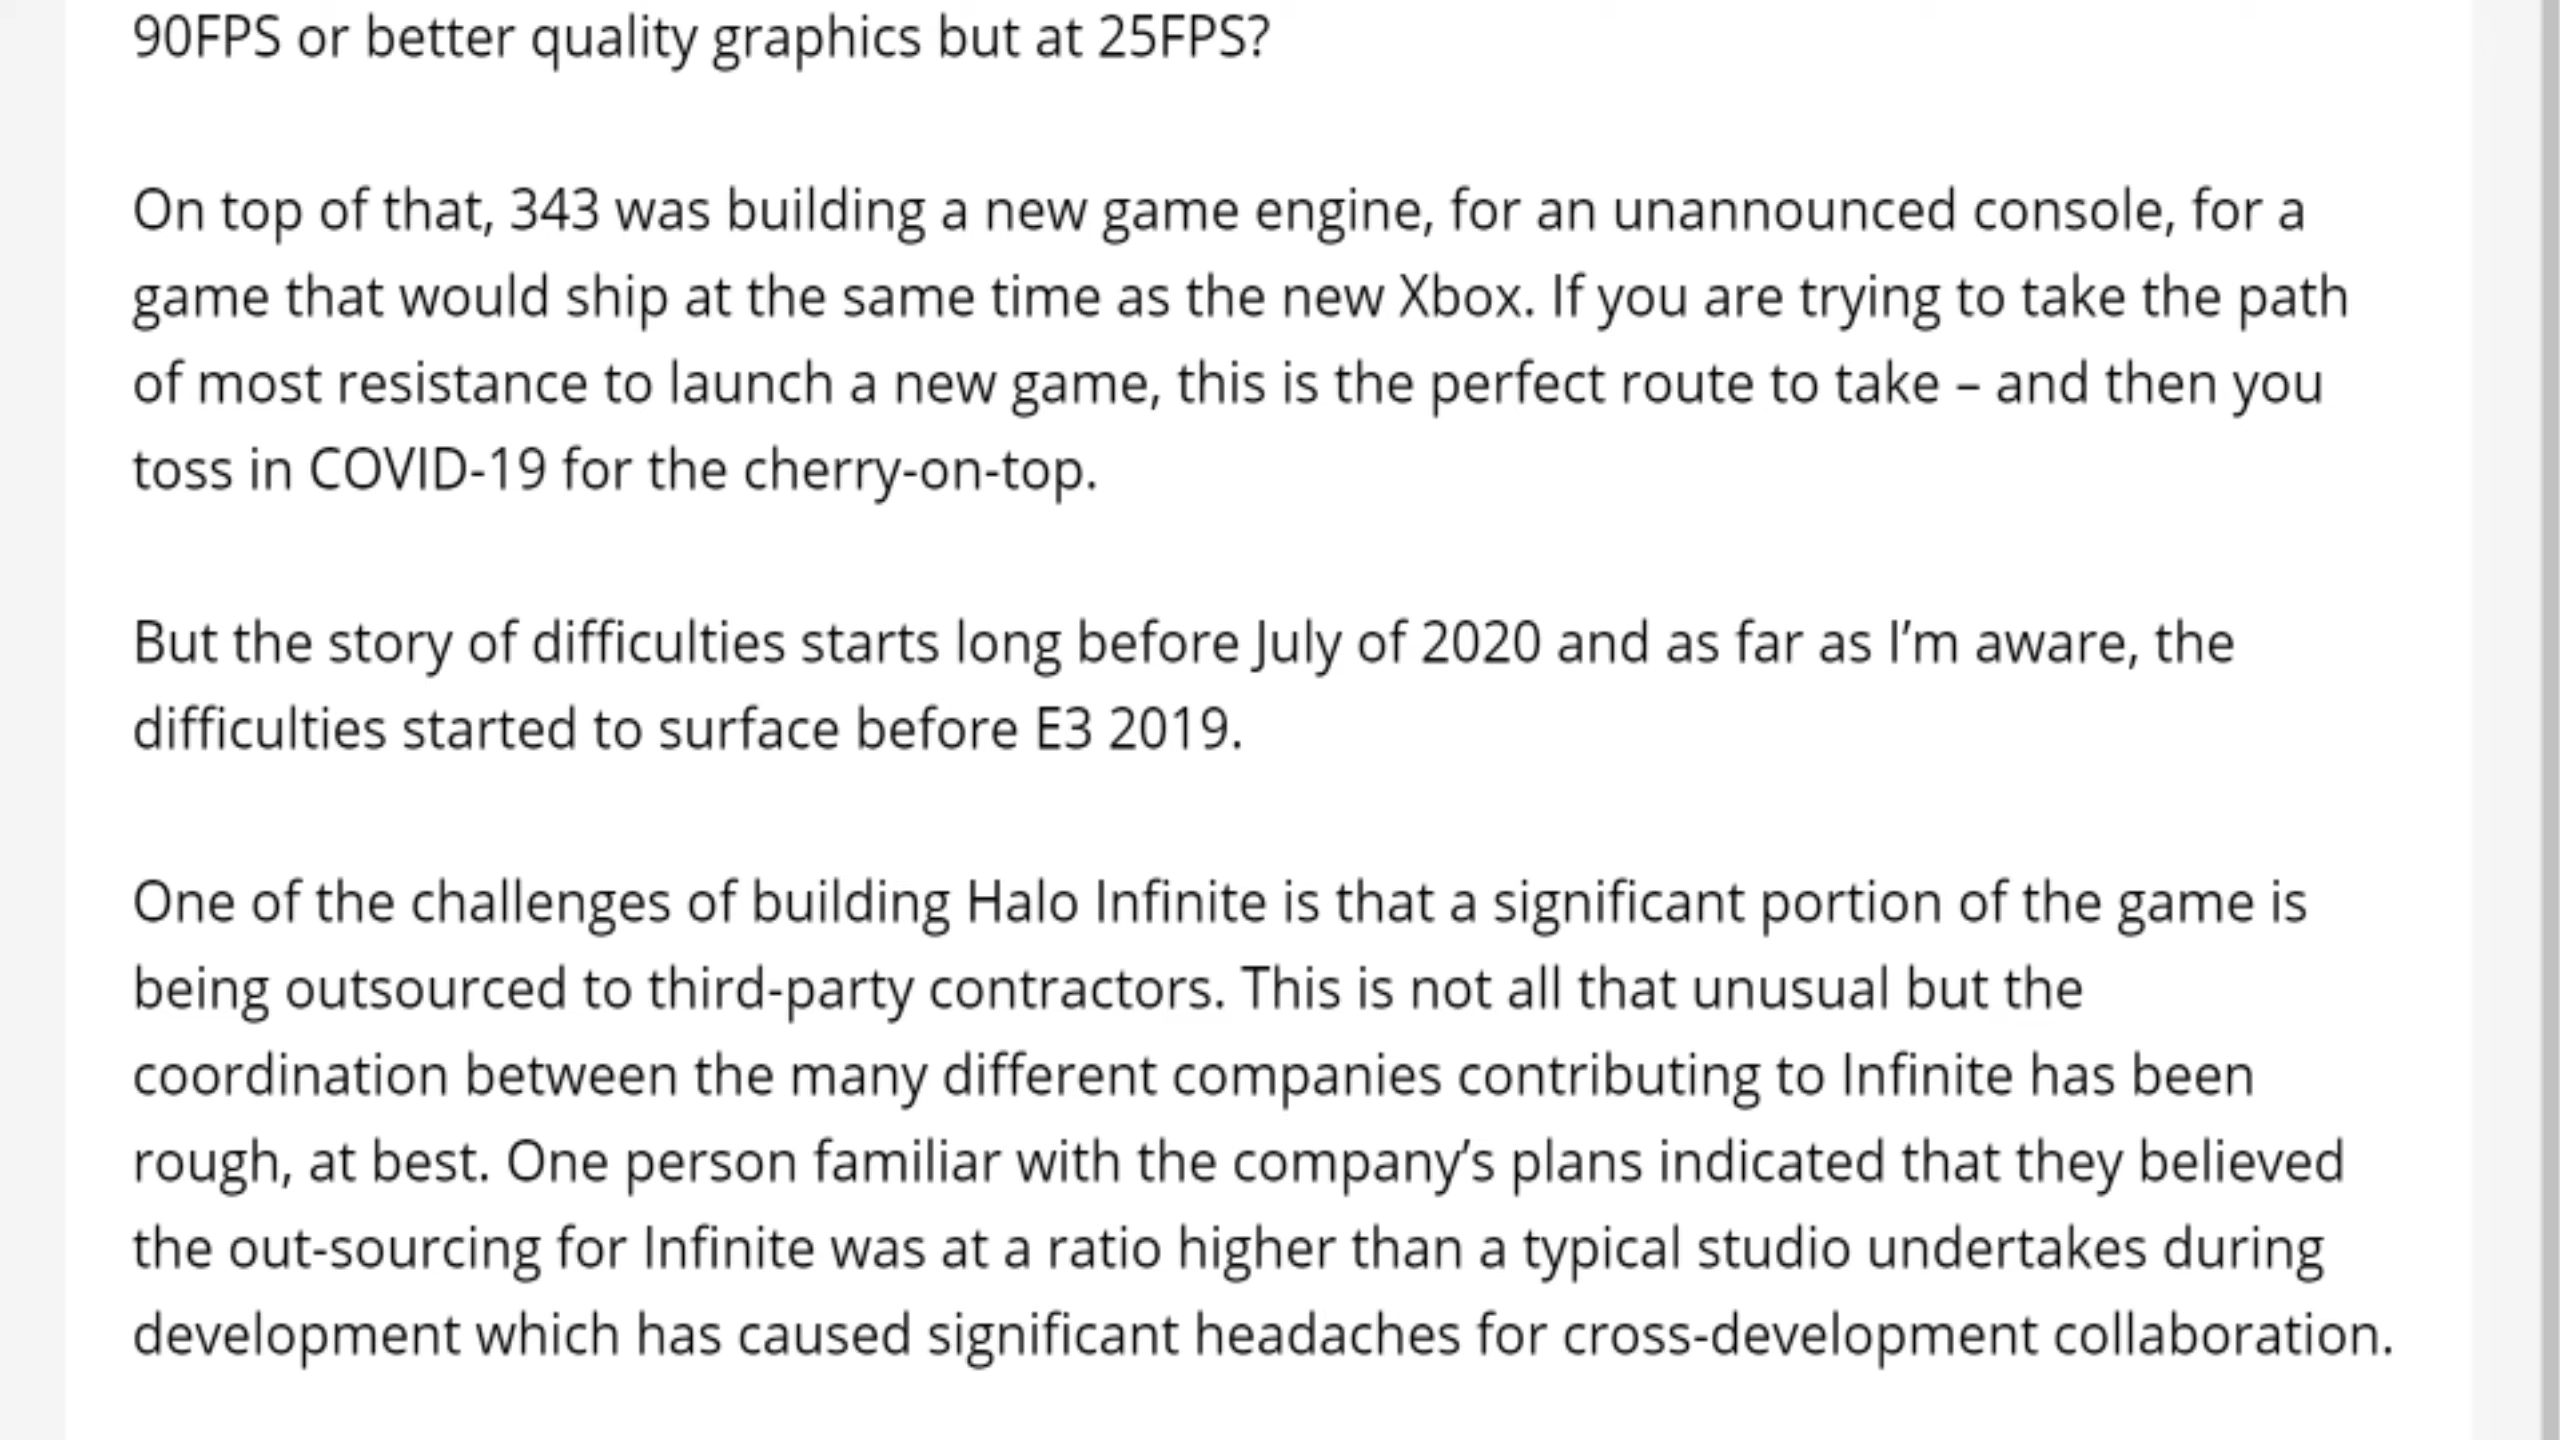 90FPS or better quality graphics but at 25FPS?
On top of that, 343 was building a new game engine, for an unannounced console, for a
game that would ship at the same time as the new Xbox. If you are trying to take the path
of most resistance to launch a new game, this is the perfect route to take – and then you
toss in COVID-19 for the cherry-on-top.
But the story of difficulties starts long before July of 2020 and as far as I’m aware, the
difficulties started to surface before E3 2019.
One of the challenges of building Halo Infinite is that a significant portion of the game is
being outsourced to third-party contractors. This is not all that unusual but the
coordination between the many different companies contributing to Infinite has been
rough, at best. One person familiar with the company’s plans indicated that they believed
the out-sourcing for Infinite was at a ratio higher than a typical studio undertakes during
development which has caused significant headaches for cross-development collaboration.